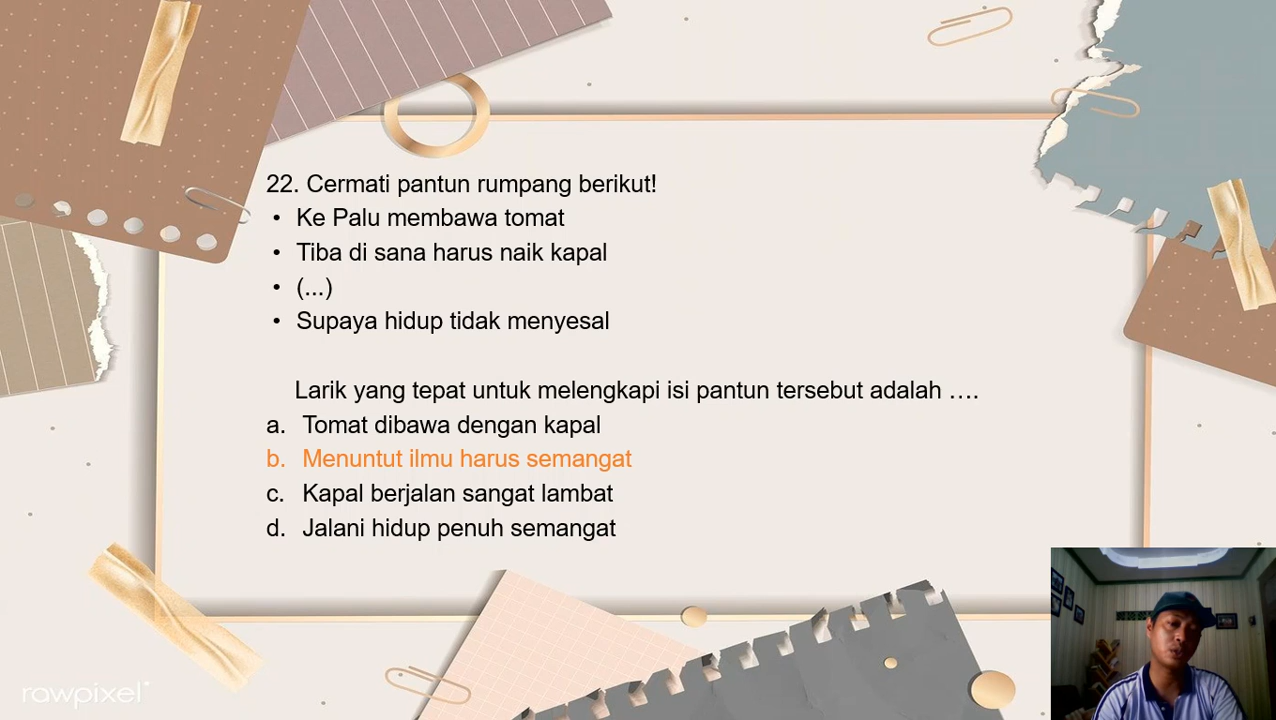 22. Cermati pantun rumpang berikut!
• Ke Palu membawa tomat
• Tiba di sana harus naik kapal
• (...)
• Supaya hidup tidak menyesal
Larik yang tepat untuk melengkapi isi pantun tersebut adalah ….
a. Tomat dibawa dengan kapal
b. Menuntut ilmu harus semangat
c. Kapal berjalan sangat lambat
d. Jalani hidup penuh semangat
rawpixel